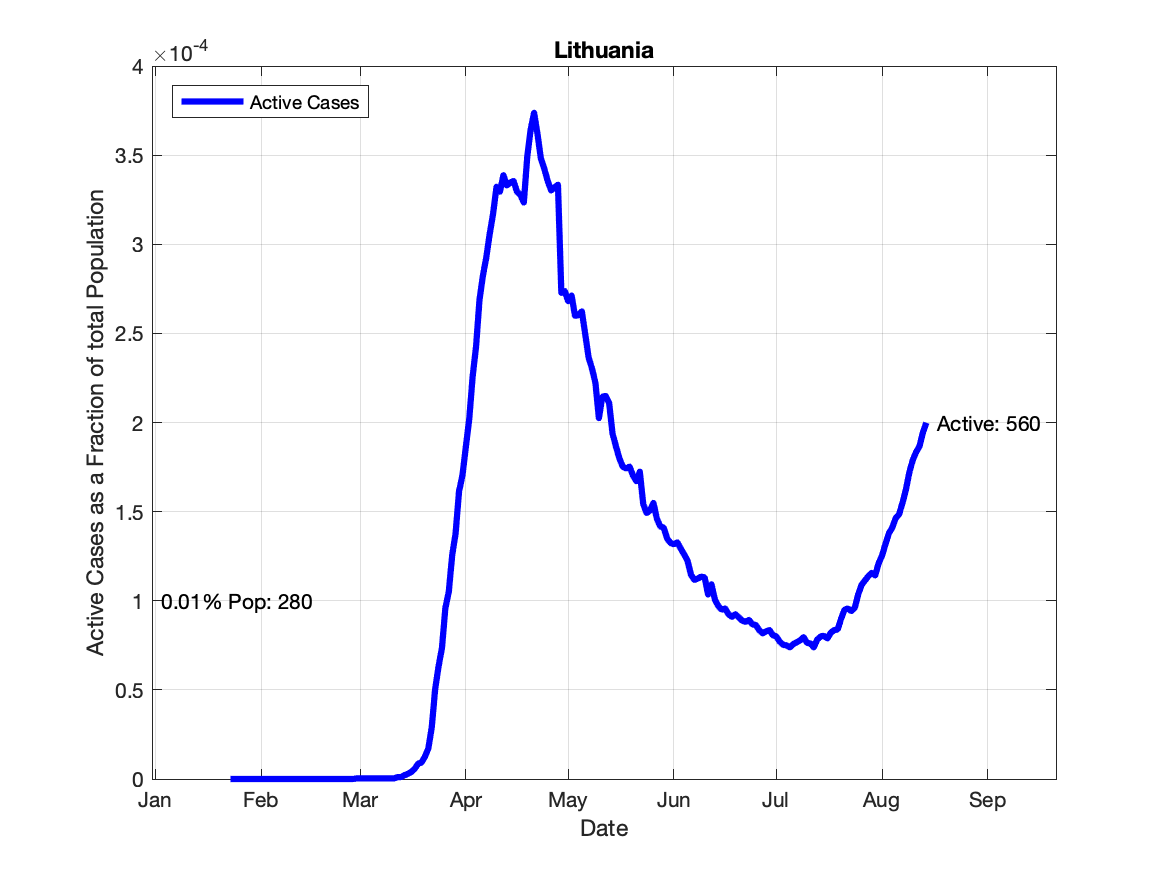 Lithuania
×10-4
Active Cases
4
3.5
3
2.5
2
1.5
1
0.5
0
Active Cases as a Fraction of total Population
Active: 560
0.01% Pop: 280
Jan Feb Mar Apr May Jun Jul Aug Sep
Date